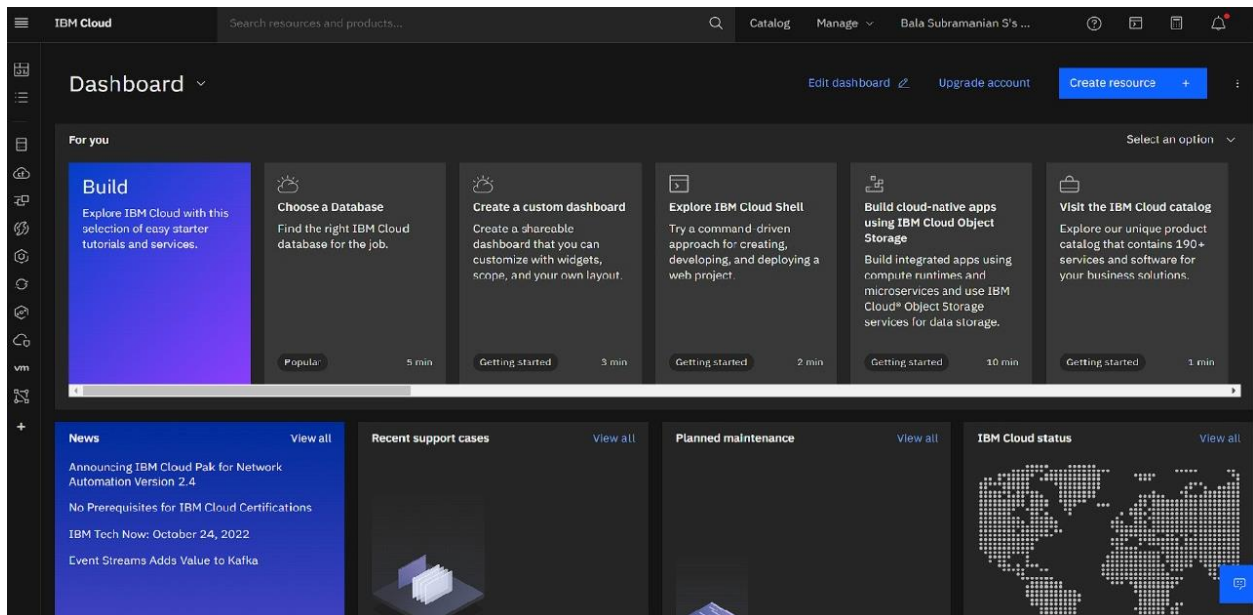 IBM Cloud
Search resources and products...
Catalog
Manage
Bala Subramanian S's ...
Dashboard
Edit dashboard
Upgrade account
Create resource +
For you
Select an option
Build
Explore IBM Cloud with this
selection of easy starter
tutorials and services.
Choose a Database
Find the right IBM Cloud
database for the job.
Popular
5 min
Create a custom dashboard
Create a shareable
dashboard that you can
customize with widgets,
scope, and your own layout.
Getting started
3 min
Explore IBM Cloud Shell
Try a command-driven
approach for creating,
developing, and deploying a
web project.
Getting started
2 min
Build cloud-native apps
using IBM Cloud Object
Storage
Build integrated apps using
compute runtimes and
microservices and use IBM
Cloud® Object Storage
services for data storage.
Getting started
10 min
Visit the IBM Cloud catalog
Explore our unique product
catalog that contains 190+
services and software for
your business solutions.
Getting started
1 min
vm
News
View all
Announcing IBM Cloud Pak for Network
Automation Version 2.4
No Prerequisites for IBM Cloud Certifications
IBM Tech Now: October 24, 2022
Event Streams Adds Value to Kafka
Recent support cases
View all
Planned maintenance
View all
IBM Cloud status
View all